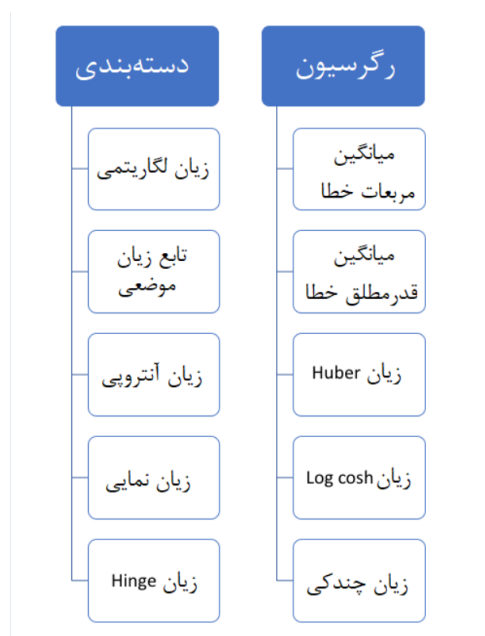 رگرسیون
میانگین
مربعات خطا
میانگین
قدرمطلق خطا
زیان Huber
زیان Log cosh
زیان چندکی
دسته‌بندی
زیان لگاریتمی
تابع زیان
موضعی
زیان آنتروپی
زیان نمایی
زیان Hinge